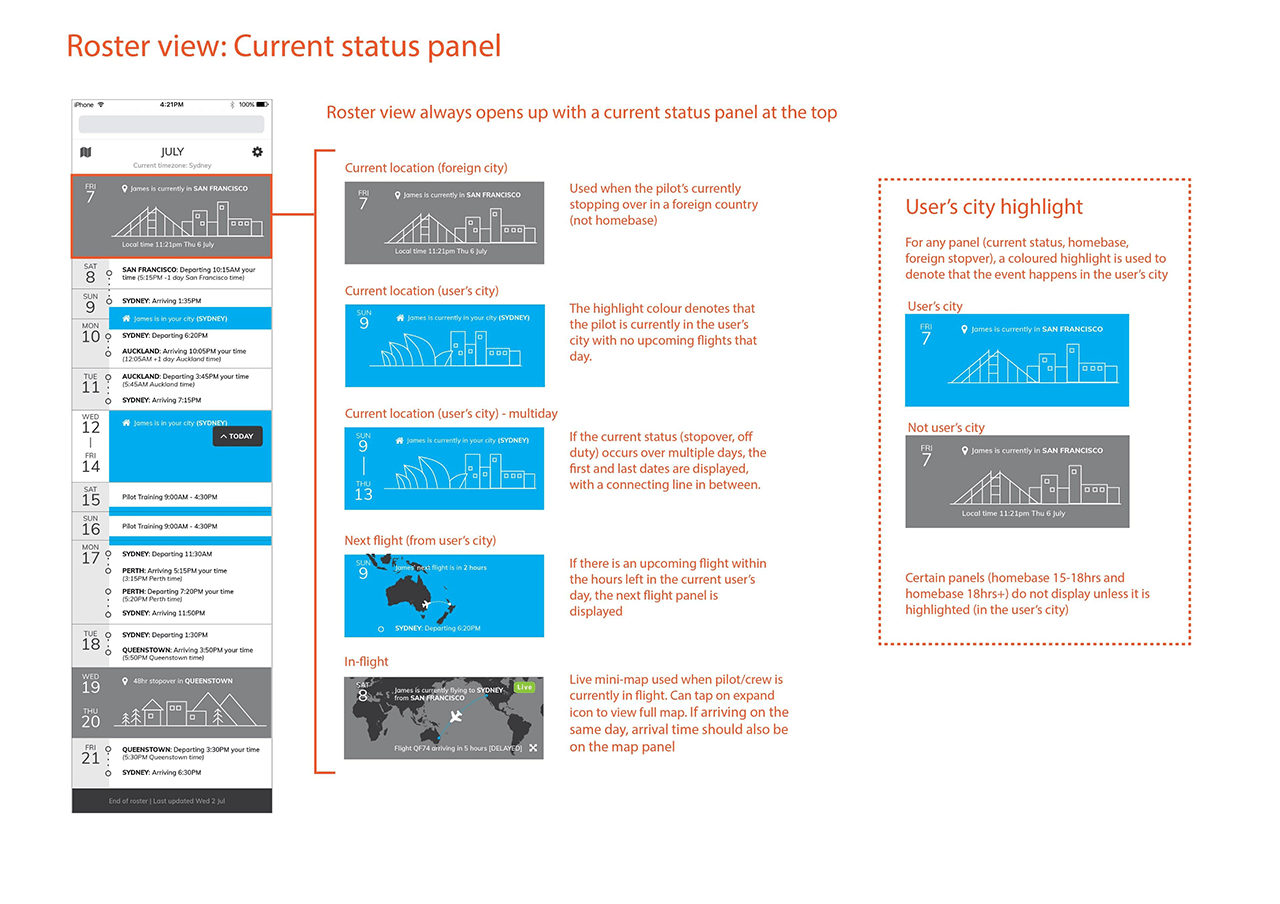 Roster view: Current status panel
iPhone
4:21PM
100%
JULY
Current timezone: Sydney
FRI
7
James is currently in SAN FRANCISCO
Local time 11:21pm Thu 6 July
SAT
8
SAN FRANCISCO: Departing 10:15AM your
time (5:15PM -1 day San Francisco time)
SUN
9
SYDNEY: Arriving 1:35PM
James is in your city (SYDNEY)
MON
10
SYDNEY: Departing 6:20PM
AUCKLAND: Arriving 10:05PM your time
(12:05AM +1 day Auckland time)
TUE
11
AUCKLAND: Departing 3:45PM your time
(5:45AM Auckland time)
SYDNEY: Arriving 7:15PM
WED
12
FRI
14
James is in your city (SYDNEY)
TODAY
SAT
15
Pilot Training 9:00AM - 4:30PM
SUN
16
Pilot Training 9:00AM - 4:30PM
MON
17
SYDNEY: Departing 11:30AM
PERTH: Arriving 5:15PM your time
(3:15PM Perth time)
PERTH: Departing 7:20PM your time
(5:20PM Perth time)
SYDNEY: Arriving 11:50PM
TUE
18
SYDNEY: Departing 1:30PM
QUEENSTOWN: Arriving 3:50PM your time
(5:50PM Queenstown time)
WED
19
THU
20
48hr stopover in QUEENSTOWN
FRI
21
QUEENSTOWN: Departing 3:30PM your time
(5:30PM Queenstown time)
SYDNEY: Arriving 6:30PM
End of roster | Last updated Wed 2 Jul
Roster view always opens up with a current status panel at the top
Current location (foreign city)
FRI
7
James is currently in SAN FRANCISCO
Local time 11:21pm Thu 6 July
Used when the pilot's currently
stopping over in a foreign country
(not homebase)
Current location (user's city)
SUN
9
James is currently in your city (SYDNEY)
The highlight colour denotes that
the pilot is currently in the user's
city with no upcoming flights that
day.
Current location (user's city) - multiday
SUN
9
THU
13
James is currently in your city (SYDNEY)
If the current status (stopover, off
duty) occurs over multiple days, the
first and last dates are displayed,
with a connecting line in between.
Next flight (from user's city)
SUN
9
James' next flight is in 2 hours
SYDNEY: Departing 6:20PM
If there is an upcoming flight within
the hours left in the current user's
day, the next flight panel is
displayed
In-flight
SAT
8
James is currently flying to SYDNEY
from SAN FRANCISCO
Live
Flight QF74 arriving in 5 hours [DELAYED]
Live mini-map used when pilot/crew is
currently in flight. Can tap on expand
icon to view full map. If arriving on the
same day, arrival time should also be
on the map panel
User's city highlight
For any panel (current status, homebase,
foreign stopver), a coloured highlight is used to
denote that the event happens in the user's city
User's city
FRI
7
James is currently in SAN FRANCISCO
Not user's city
FRI
7
James is currently in SAN FRANCISCO
Local time 11:21pm Thu 6 July
Certain panels (homebase 15-18hrs and
homebase 18hrs+) do not display unless it is
highlighted (in the user's city)